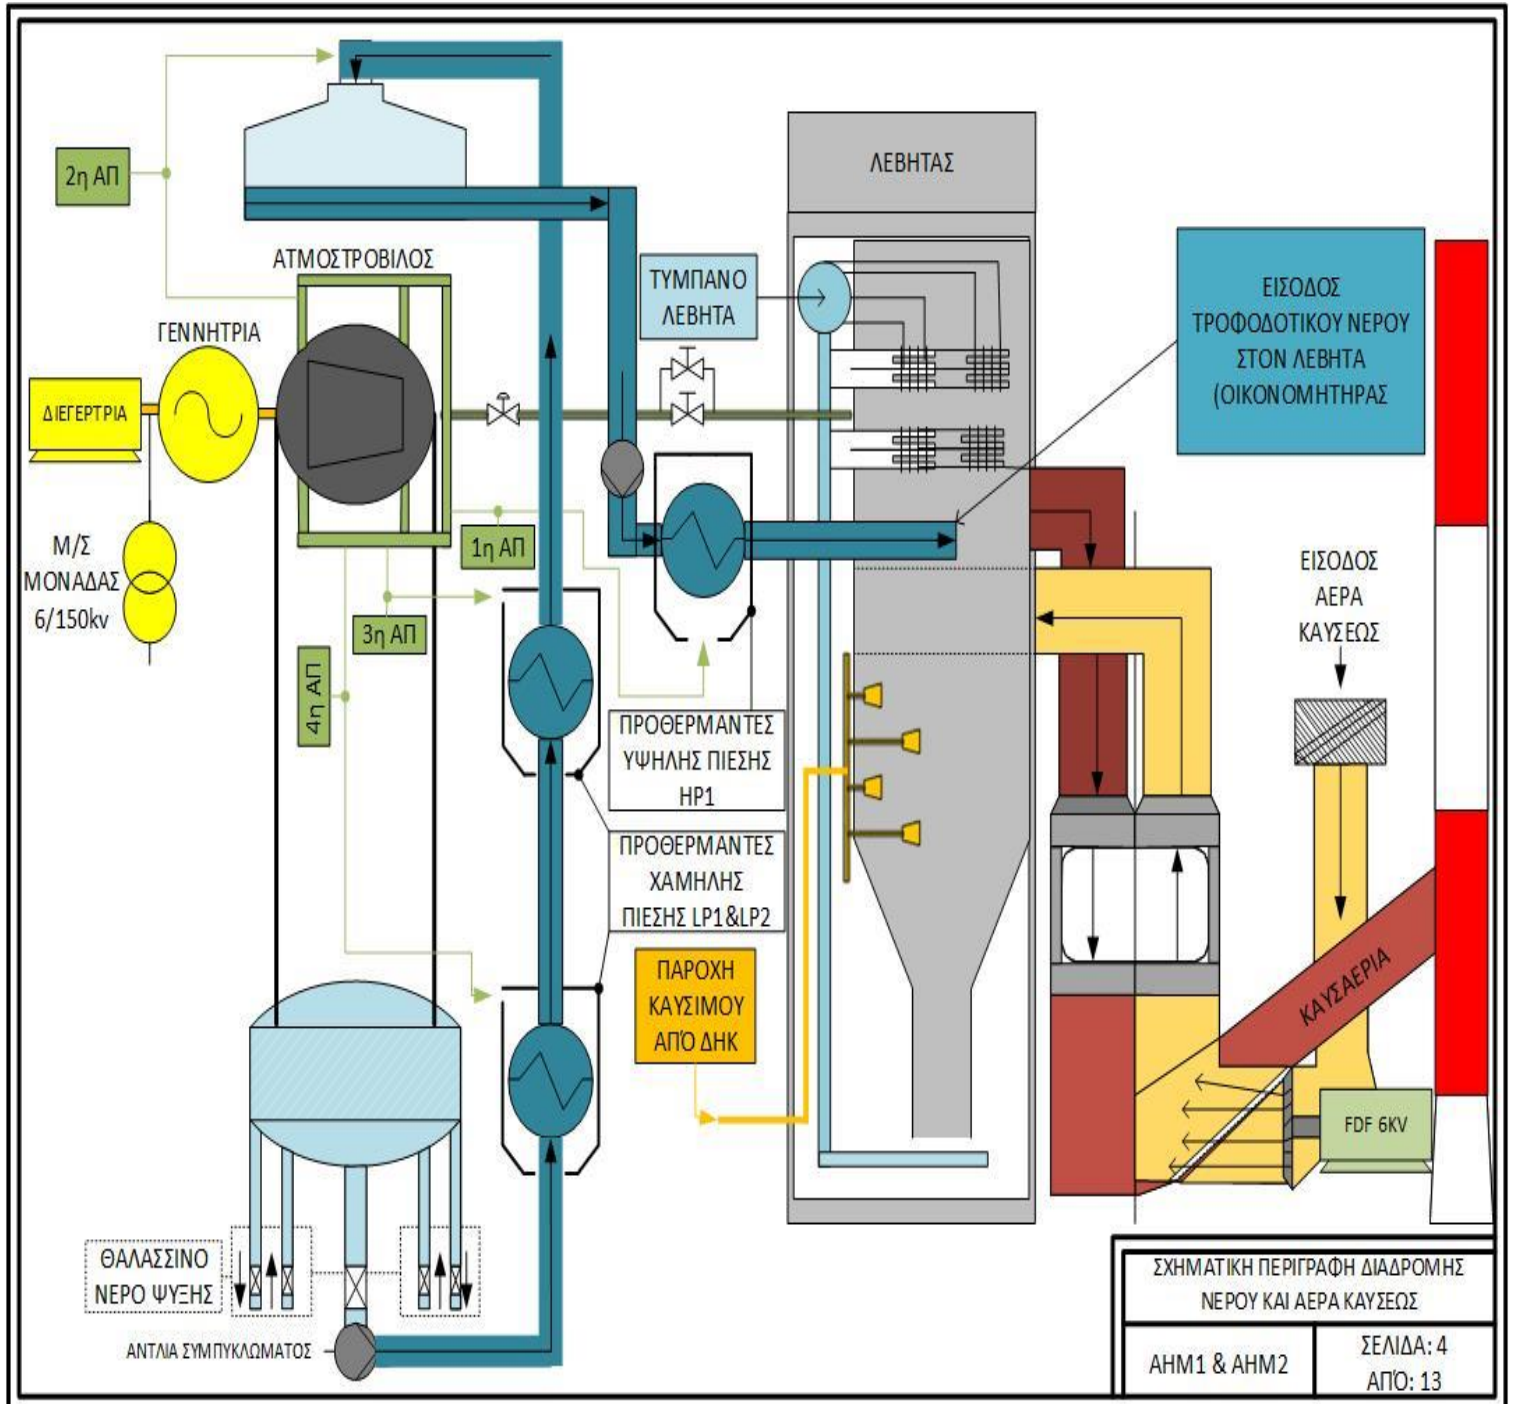 ΛΕΒΗΤΑΣ
2η ΑΠ
ΑΤΜΟΣΤΡΟΒΙΛΟΣ
ΤΥΜΠΑΝΟ
ΛΕΒΗΤΑ
ΕΙΣΟΔΟΣ
ΤΡΟΦΟΔΟΤΙΚΟΥ ΝΕΡΟΥ
ΣΤΟΝ ΛΕΒΗΤΑ
(ΟΙΚΟΝΟΜΗΤΗΡΑΣ
ΓΕΝΝΗΤΡΙΑ
ΔΙΕΓΕΡΤΡΙΑ
Μ/Σ
ΜΟΝΑΔΑΣ
6/150kv
1η ΑΠ
3η ΑΠ
4η ΑΠ
ΕΙΣΟΔΟΣ
ΑΕΡΑ
ΚΑΥΣΕΩΣ
ΠΡΟΘΕΡΜΑΝΤΕΣ
ΥΨΗΛΗΣ ΠΙΕΣΗΣ
HP1
ΠΡΟΘΕΡΜΑΝΤΕΣ
ΧΑΜΗΛΗΣ
ΠΙΕΣΗΣ LP1&LP2
ΠΑΡΟΧΗ
ΚΑΥΣΙΜΟΥ
ΑΠΌ ΔΗΚ
ΚΑΥΣΑΕΡΙΑ
FDF 6KV
ΘΑΛΑΣΣΙΝΟ
ΝΕΡΟ ΨΥΞΗΣ
ΑΝΤΛΙΑ ΣΥΜΠΥΚΛΩΜΑΤΟΣ
ΣΧΗΜΑΤΙΚΗ ΠΕΡΙΓΡΑΦΗ ΔΙΑΔΡΟΜΗΣ
ΝΕΡΟΥ ΚΑΙ ΑΕΡΑ ΚΑΥΣΕΩΣ
ΑΗΜ1 & ΑΗΜ2
ΣΕΛΙΔΑ: 4
ΑΠΌ: 13